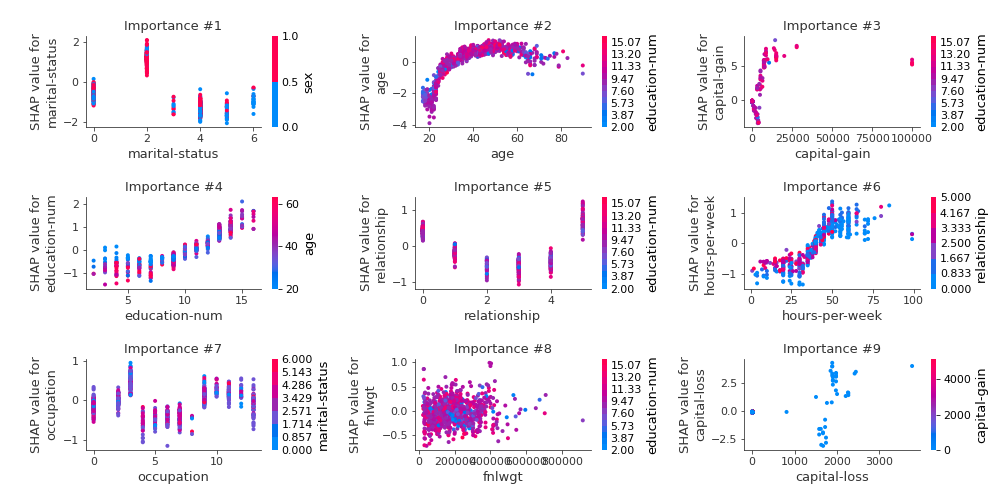 Importance #1
SHAP value for
marital-status
2
0
−2
0
2
4
6
marital-status
1.0
0.5
0.0
sex
Importance #2
SHAP value for
age
0
−2
−4
20
40
60
80
age
15.07
13.20
11.33
9.47
7.60
5.73
3.87
2.00
education-num
Importance #3
SHAP value for
capital-gain
5
0
0
25000
50000
75000
100000
capital-gain
15.07
13.20
11.33
9.47
7.60
5.73
3.87
2.00
education-num
Importance #4
SHAP value for
education-num
2
1
0
−1
5
10
15
education-num
60
40
20
age
Importance #5
SHAP value for
relationship
1
0
−1
0
2
4
relationship
15.07
13.20
11.33
9.47
7.60
5.73
3.87
2.00
education-num
Importance #6
SHAP value for
hours-per-week
1
0
−1
0
25
50
75
100
hours-per-week
5.000
4.167
3.333
2.500
1.667
0.833
0.000
relationship
Importance #7
SHAP value for
occupation
1
0
−1
0
5
10
occupation
6.000
5.143
4.286
3.429
2.571
1.714
0.857
0.000
marital-status
Importance #8
SHAP value for
fnlwgt
1.0
0.5
0.0
−0.5
0
200000
400000
600000
800000
fnlwgt
15.07
13.20
11.33
9.47
7.60
5.73
3.87
2.00
education-num
Importance #9
SHAP value for
capital-loss
2.5
0.0
−2.5
0
1000
2000
3000
capital-loss
4000
2000
0
capital-gain